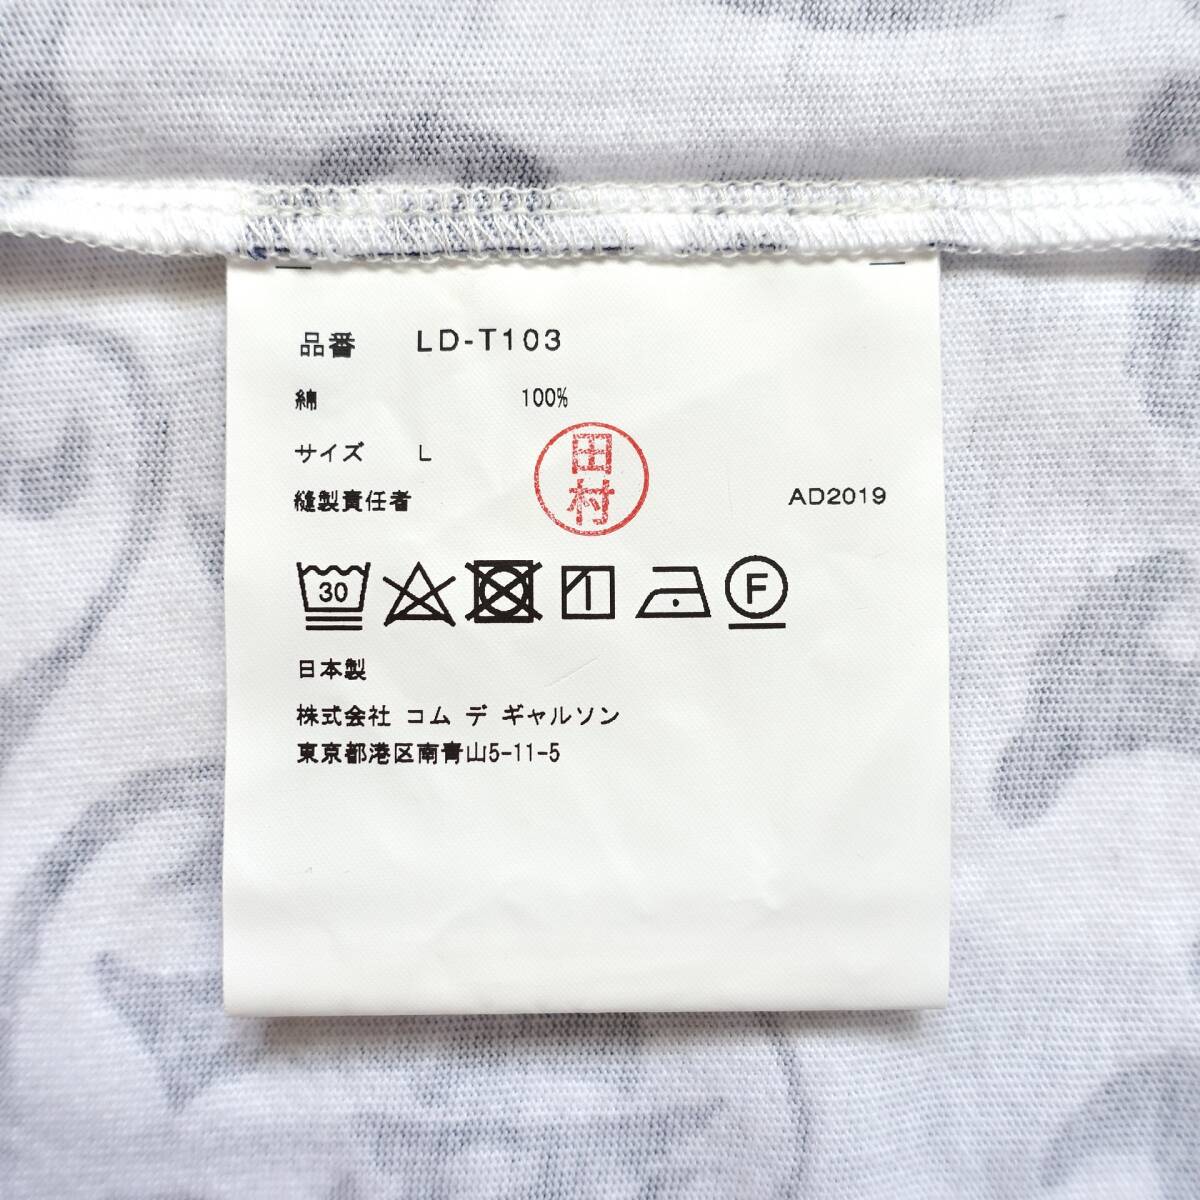 品番 LD-T103
綿 100%
サイズ L
田村
縫製責任者 AD2019
30 F
日本製
株式会社 コム デ ギャルソン
東京都港区南青山5-11-5